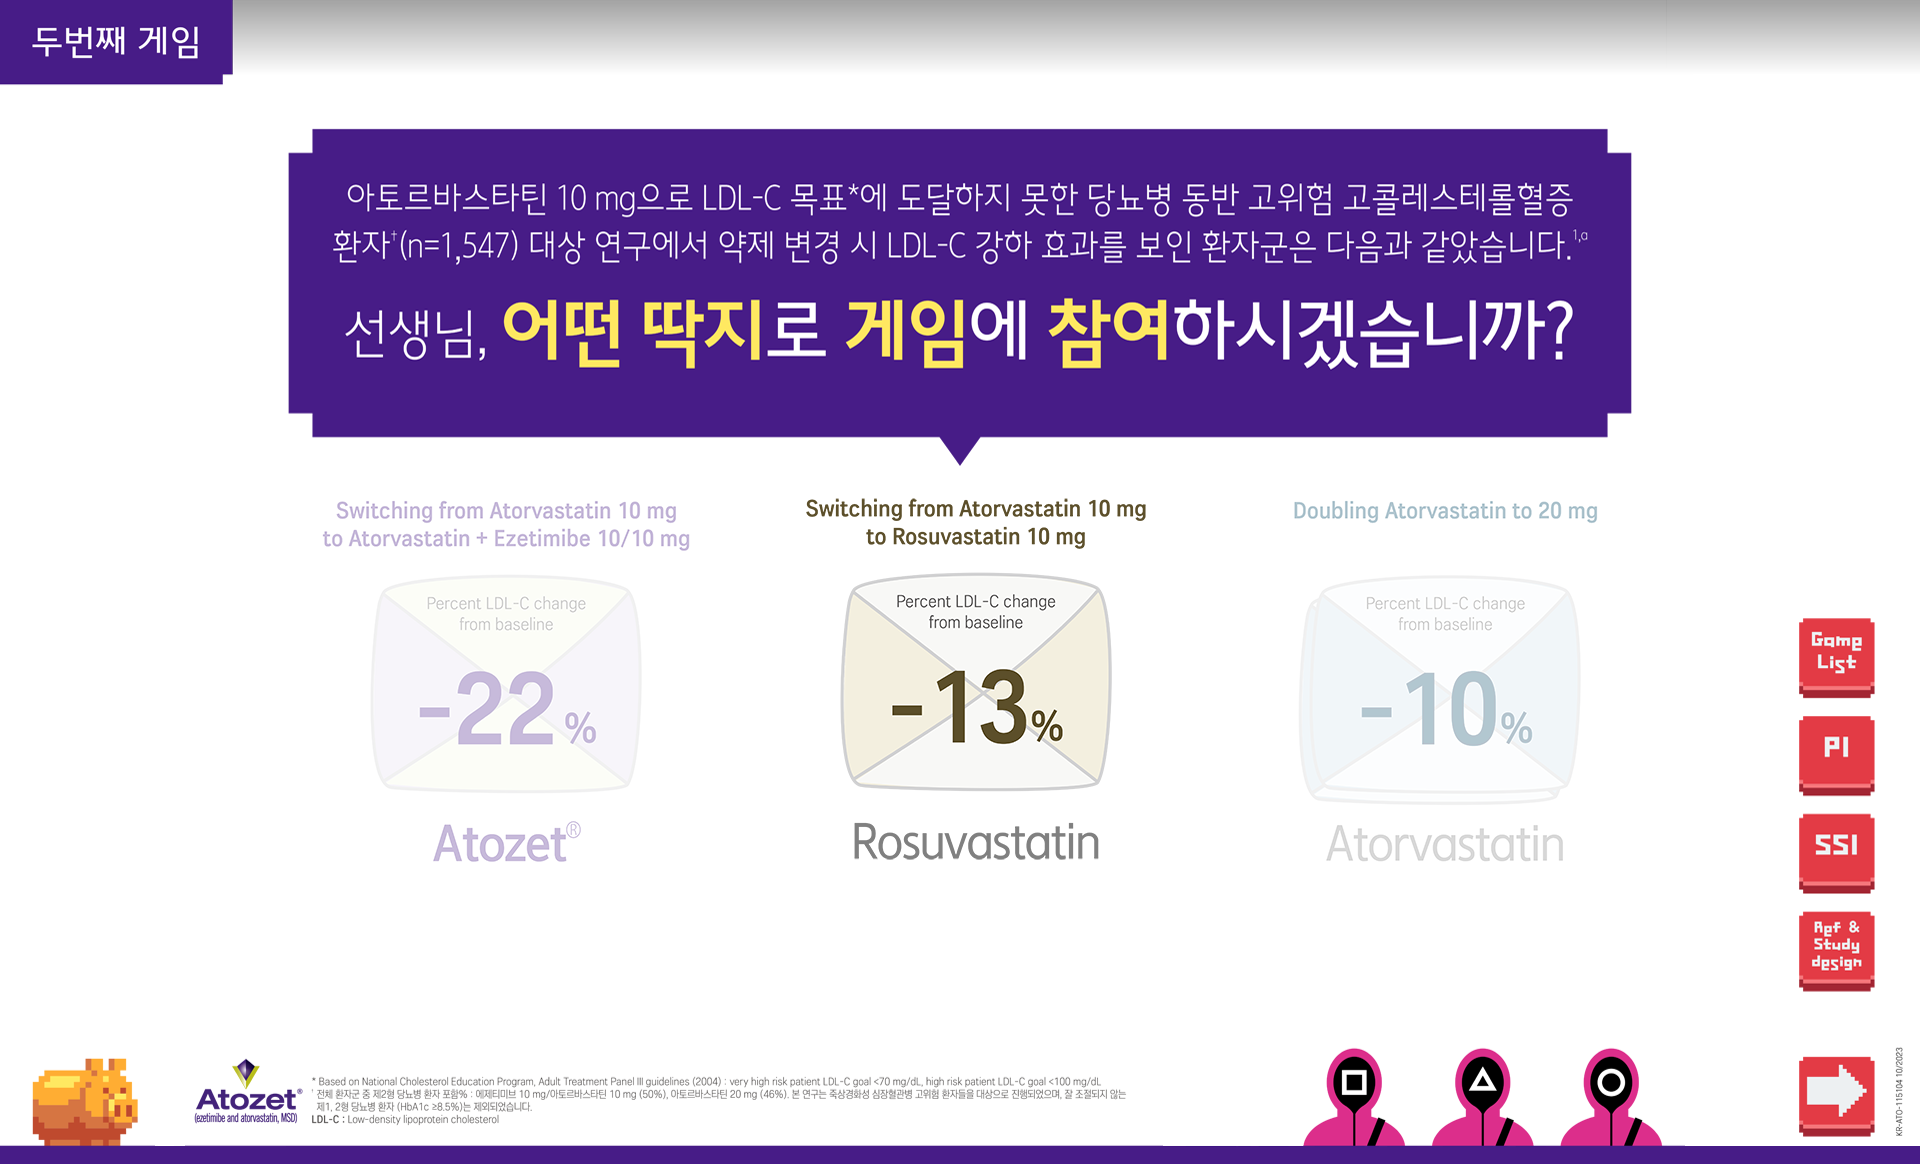 두번째 게임
아토르바스타틴 10 mg으로 LDL-C 목표*에 도달하지 못한 당뇨병 동반 고위험 고콜레스테롤혈증
환자†(n=1,547) 대상 연구에서 약제 변경 시 LDL-C 강하 효과를 보인 환자군은 다음과 같았습니다.1,a
선생님, 어떤 딱지로 게임에 참여하시겠습니까?
Switching from Atorvastatin 10 mg
to Atorvastatin + Ezetimibe 10/10 mg
Percent LDL-C change
from baseline
-22%
Atozet®
Switching from Atorvastatin 10 mg
to Rosuvastatin 10 mg
Percent LDL-C change
from baseline
-13%
Rosuvastatin
Doubling Atorvastatin to 20 mg
Percent LDL-C change
from baseline
-10%
Atorvastatin
Game
List
PI
SSI
Ref &
Study
design
Atozet®
(ezetimibe and atorvastatin, MSD)
* Based on National Cholesterol Education Program, Adult Treatment Panel III guidelines (2004) : very high risk patient LDL-C goal <70 mg/dL, high risk patient LDL-C goal <100 mg/dL
† 전체 환자군 중 제2형 당뇨병 환자 포함% : 에제티미브 10 mg/아토르바스타틴 10 mg (50%), 아토르바스타틴 20 mg (46%). 본 연구는 죽상경화성 심장혈관병 고위험 환자들을 대상으로 진행되었으며, 잘 조절되지 않는
제1, 2형 당뇨병 환자 (HbA1c ≥8.5%)는 제외되었습니다.
LDL-C : Low-density lipoprotein cholesterol
KR-ATO-115104 10/2023